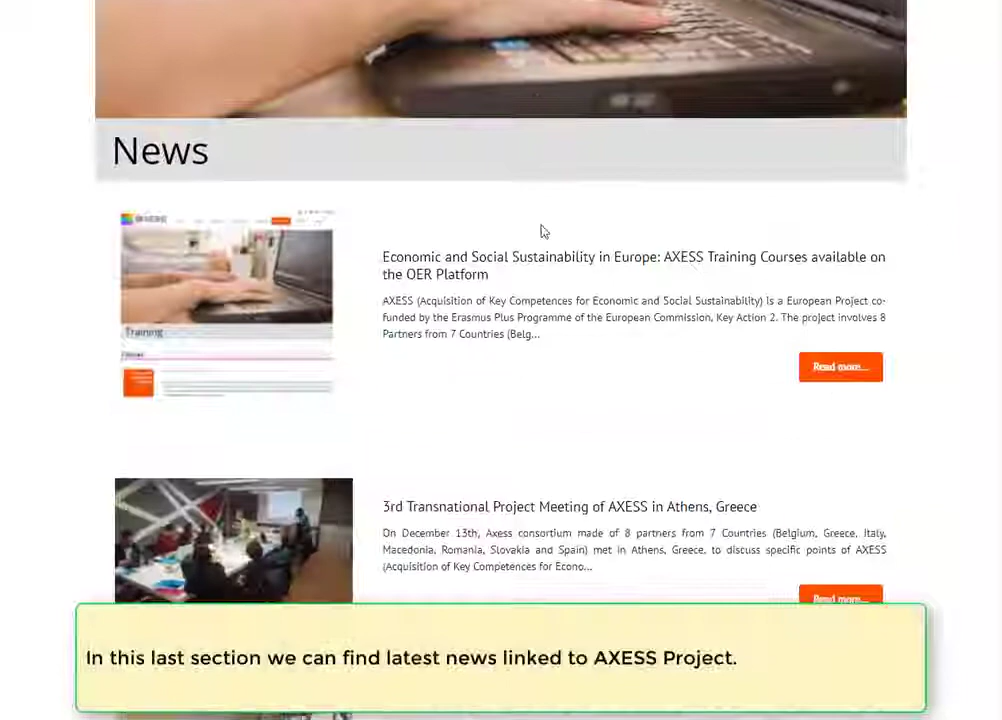 News
Economic and Social Sustainability in Europe: AXESS Training Courses available on
the OER Platform
AXESS (Acquisition of Key Competences for Economic and Social Sustainability) is a European Project co-
funded by the Erasmus Plus Programme of the European Commission, Key Action 2. The project involves 8
Partners from 7 Countries (Belg...
Read more...
Training
3rd Transnational Project Meeting of AXESS in Athens, Greece
On December 13th, Axess consortium made of 8 partners from 7 Countries (Belgium, Greece, Italy,
Macedonia, Romania, Slovakia and Spain) met in Athens, Greece, to discuss specific points of AXESS
(Acquisition of Key Competences for Econo...
Read more...
In this last section we can find latest news linked to AXESS Project.